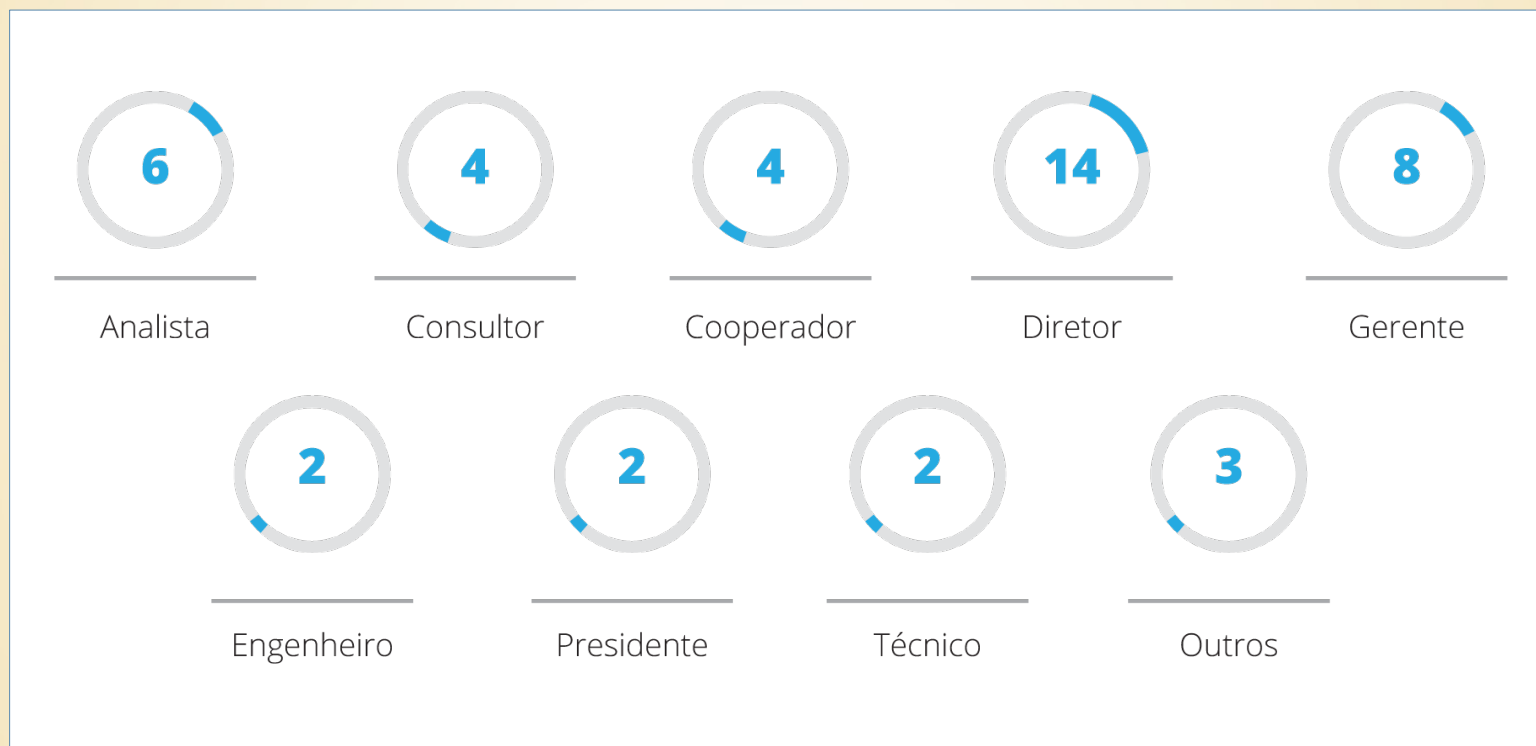 6 4 4 14 8
Analista Consultor Cooperador Diretor Gerente
2 2 2 3
Engenheiro Presidente Técnico Outros